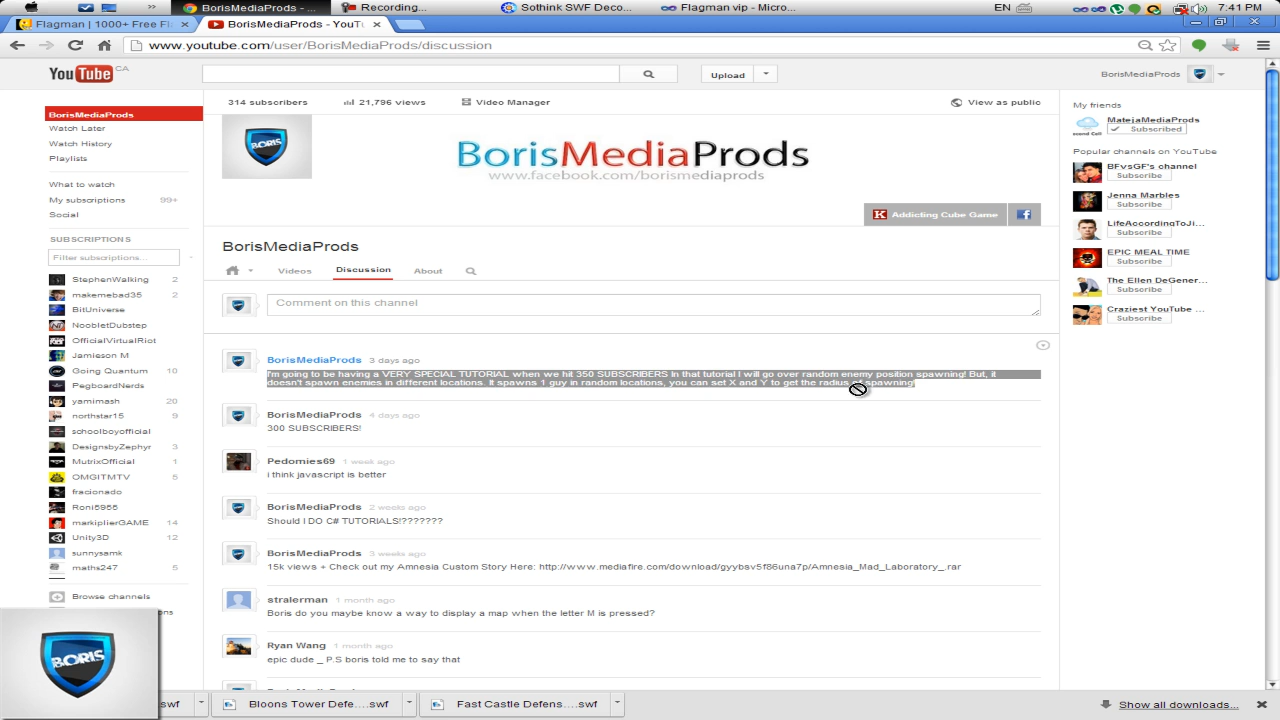 BorisMediaProds - ...
Recording...
Sothink SWF Deco...
Flagman vip - Micro...
EN
7:41 PM
Flagman | 1000+ Free Fl
BorisMediaProds - YouT
www.youtube.com/user/BorisMediaProds/discussion
YouTube CA
Upload
BorisMediaProds
314 subscribers
21,796 views
Video Manager
View as public
BORIS
BorisMediaProds
www.facebook.com/borismediaprods
K Addicting Cube Game
f
BorisMediaProds
Videos
Discussion
About
Comment on this channel
BorisMediaProds 3 days ago
I'm going to be having a VERY SPECIAL TUTORIAL when we hit 350 SUBSCRIBERS In that tutorial I will go over random enemy position spawning! But, it
doesn't spawn enemies in different locations. It spawns 1 guy in random locations, you can set X and Y to get the radius of spawning!
BorisMediaProds 4 days ago
300 SUBSCRIBERS!
Pedomies69 1 week ago
i think javascript is better
BorisMediaProds 2 weeks ago
Should I DO C# TUTORIALS!???????
BorisMediaProds 3 weeks ago
15k views + Check out my Amnesia Custom Story Here: http://www.mediafire.com/download/gyybsv5f86una7p/Amnesia_Mad_Laboratory_.rar
stralerman 1 month ago
Boris do you maybe know a way to display a map when the letter M is pressed?
Ryan Wang 1 month ago
epic dude _ P.S boris told me to say that
BorisMediaProds
Watch Later
Watch History
Playlists
What to watch
My subscriptions 99+
Social
SUBSCRIPTIONS
Filter subscriptions...
StephenWalking 2
makemebad35 2
BitUniverse
NoobletDubstep
OfficialVirtualRiot
Jamieson M
Going Quantum 10
PegboardNerds
yamimash 20
northstar15 9
schoolboyofficial
DesignsbyZephyr 3
MutrixOfficial 1
OMGITMTV 5
fracionado
Roni5988
markiplierGAME 14
Unity3D 12
sunnysamk
maths247 5
Browse channels
My friends
MatejaMediaProds
Subscribed
Popular channels on YouTube
BFvsGF's channel
Subscribe
Jenna Marbles
Subscribe
LifeAccordingToJi...
Subscribe
EPIC MEAL TIME
Subscribe
The Ellen DeGener...
Subscribe
Craziest YouTube ...
Subscribe
BORIS
swf
Bloons Tower Defe....swf
Fast Castle Defens....swf
Show all downloads...